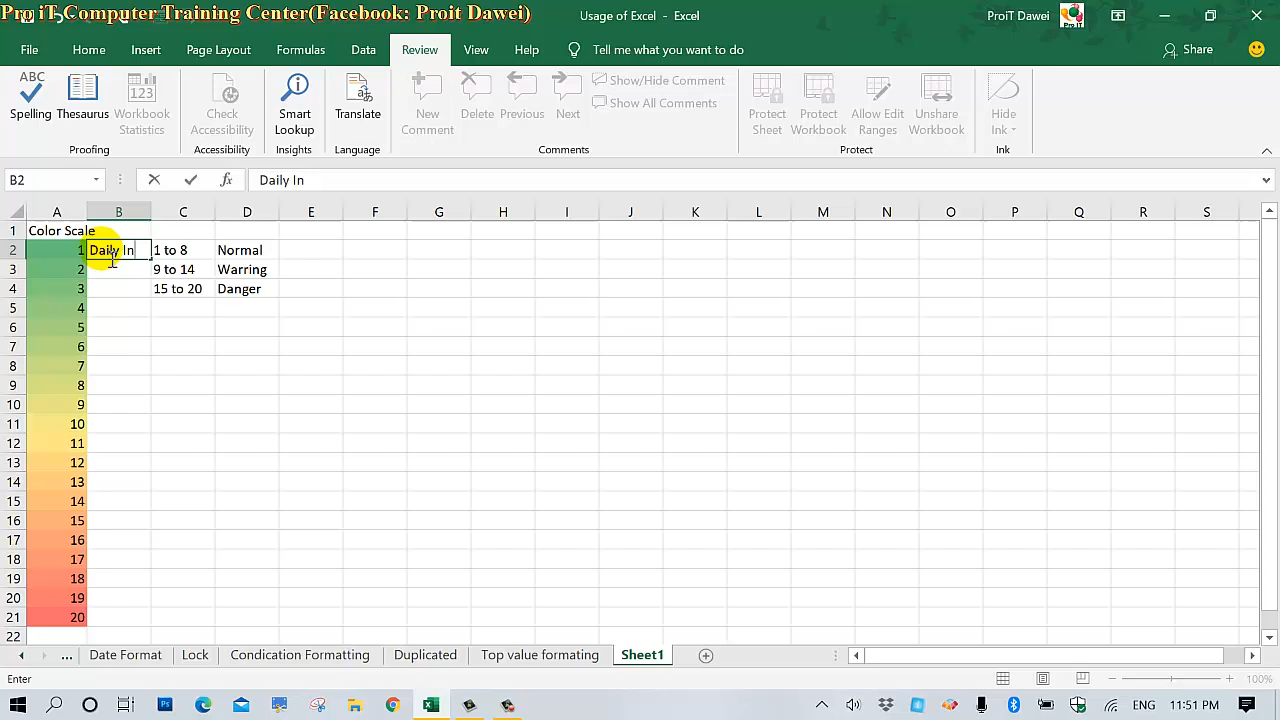 Pro iT Computer Training Center(Facebook: Proit Dawei)
Usage of Excel - Excel
ProiT Dawei
File Home Insert Page Layout Formulas Data Review View Help Tell me what you want to do Share
ABC Spelling
Thesaurus
123 Workbook Statistics
Check Accessibility
Smart Lookup
Translate
New Comment
Delete
Previous
Next
Show/Hide Comment
Show All Comments
Protect Sheet
Protect Workbook
Allow Edit Ranges
Unshare Workbook
Hide Ink
Proofing Accessibility Insights Language Comments Protect Ink
B2 fx Daily In
A B C D E F G H I J K L M N O P Q R S
1 Color Scale
2 1 Daily In 1 to 8 Normal
3 2 9 to 14 Warring
4 3 15 to 20 Danger
5 4
6 5
7 6
8 7
9 8
10 9
11 10
12 11
13 12
14 13
15 14
16 15
17 16
18 17
19 18
20 19
21 20
22
... Date Format Lock Condication Formatting Duplicated Top value formating Sheet1
Enter 100%
ENG 11:51 PM